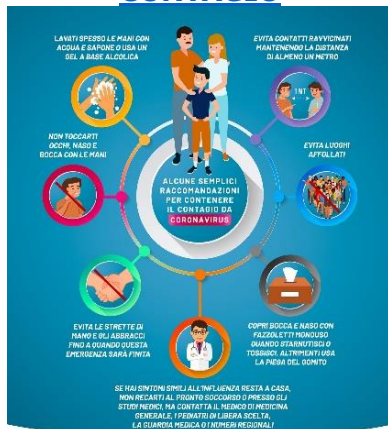 CONTAGIO
LAVATI SPESSO LE MANI CON
ACQUA E SAPONE O USA UN
GEL A BASE ALCOLICA
EVITA CONTATTI RAVVICINATI
MANTENENDO LA DISTANZA
DI ALMENO UN METRO
1 MT
NON TOCCARTI
OCCHI, NASO E
BOCCA CON LE MANI
EVITA LUOGHI
AFFOLLATI
ALCUNE SEMPLICI
RACCOMANDAZIONI
PER CONTENERE
IL CONTAGIO DA
CORONAVIRUS
EVITA LE STRETTE DI
MANO E GLI ABBRACCI
FINO A QUANDO QUESTA
EMERGENZA SARÀ FINITA
COPRI BOCCA E NASO CON
FAZZOLETTI MONOUSO
QUANDO STARNUTISCI O
TOSSISCI. ALTRIMENTI USA
LA PIEGA DEL GOMITO
SE HAI SINTOMI SIMILI ALL'INFLUENZA RESTA A CASA,
NON RECARTI AL PRONTO SOCCORSO O PRESSO GLI
STUDI MEDICI, MA CONTATTA IL MEDICO DI MEDICINA
GENERALE, I PEDIATRI DI LIBERA SCELTA,
LA GUARDIA MEDICA O I NUMERI REGIONALI